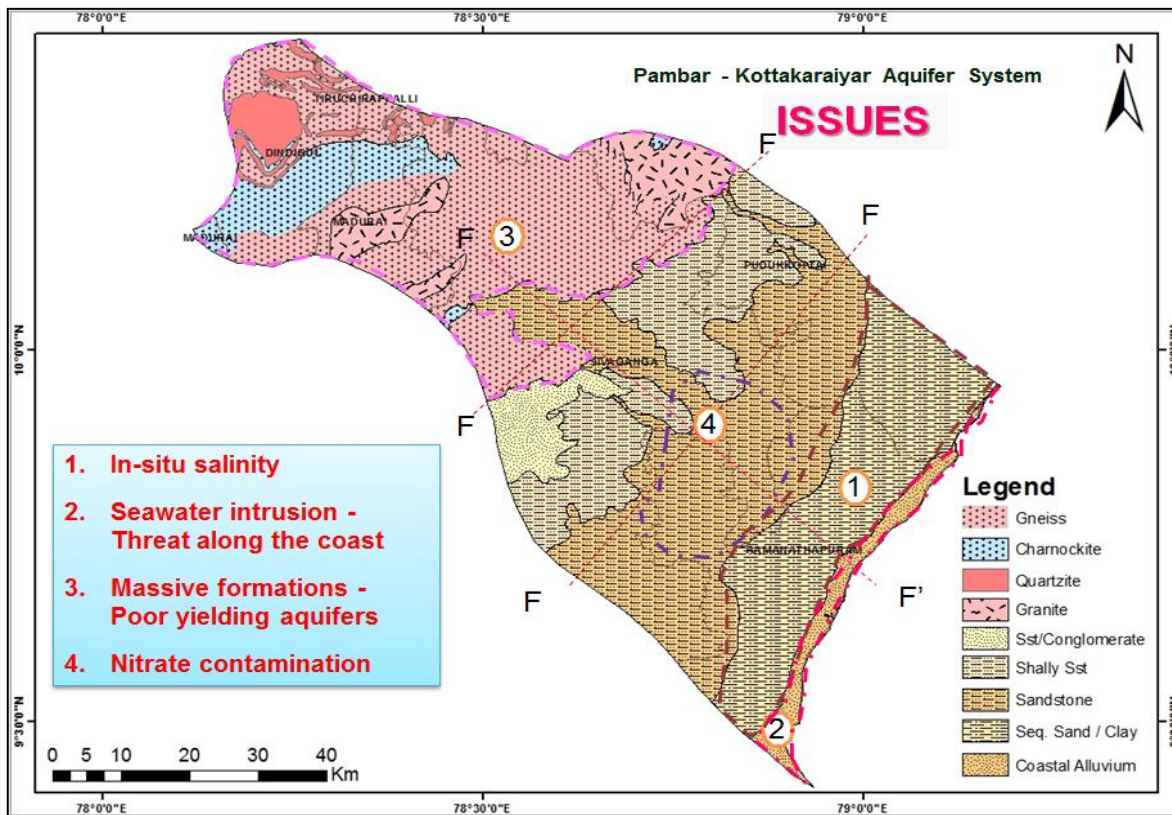 78°0'0"E 78°30'0"E 79°0'0"E
N
Pambar - Kottakaraiyar Aquifer System
ISSUES
TIRUCHIRAPPALLI
DINDIGUL
MADURAI
MADURAI
PUDUKKOTTAI
SIVAGANGA
RAMANATHAPURAM
F
F
F
F
F
F'
3
4
1
2
10°0'0"N
9°30'0"N
1. In-situ salinity
2. Seawater intrusion -
Threat along the coast
3. Massive formations -
Poor yielding aquifers
4. Nitrate contamination
Legend
Gneiss
Charnockite
Quartzite
Granite
Sst/Conglomerate
Shally Sst
Sandstone
Seq. Sand / Clay
Coastal Alluvium
0 5 10 20 30 40
Km
78°0'0"E 78°30'0"E 79°0'0"E